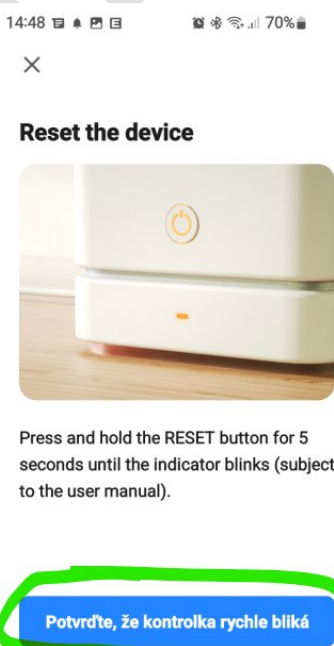 14:48 70%
Reset the device
Press and hold the RESET button for 5
seconds until the indicator blinks (subject
to the user manual).
Potvrďte, že kontrolka rychle bliká